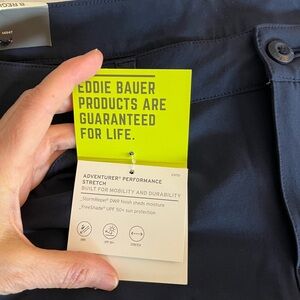 EDDIE BAUER
PRODUCTS ARE
GUARANTEED
FOR LIFE.
ADVENTURER® PERFORMANCE
STRETCH
BUILT FOR MOBILITY AND DURABILITY
StormRepel® DWR finish sheds moisture
FreeShade® UPF 50+ sun protection